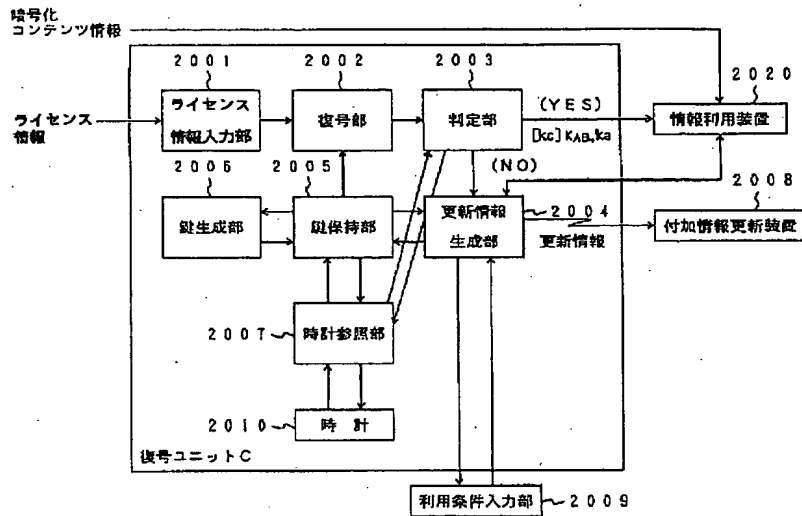 暗号化
コンテンツ情報
2001
2002
2003
2020
ライセンス
情報
ライセンス
情報入力部
復号部
判定部
(YES)
[kc]KAB, ka
情報利用装置
(NO)
2006
2005
2004
2008
鍵生成部
鍵保持部
更新情報
生成部
更新情報
付加情報更新装置
2007
時計参照部
2010
時計
復号ユニットC
利用条件入力部
2009